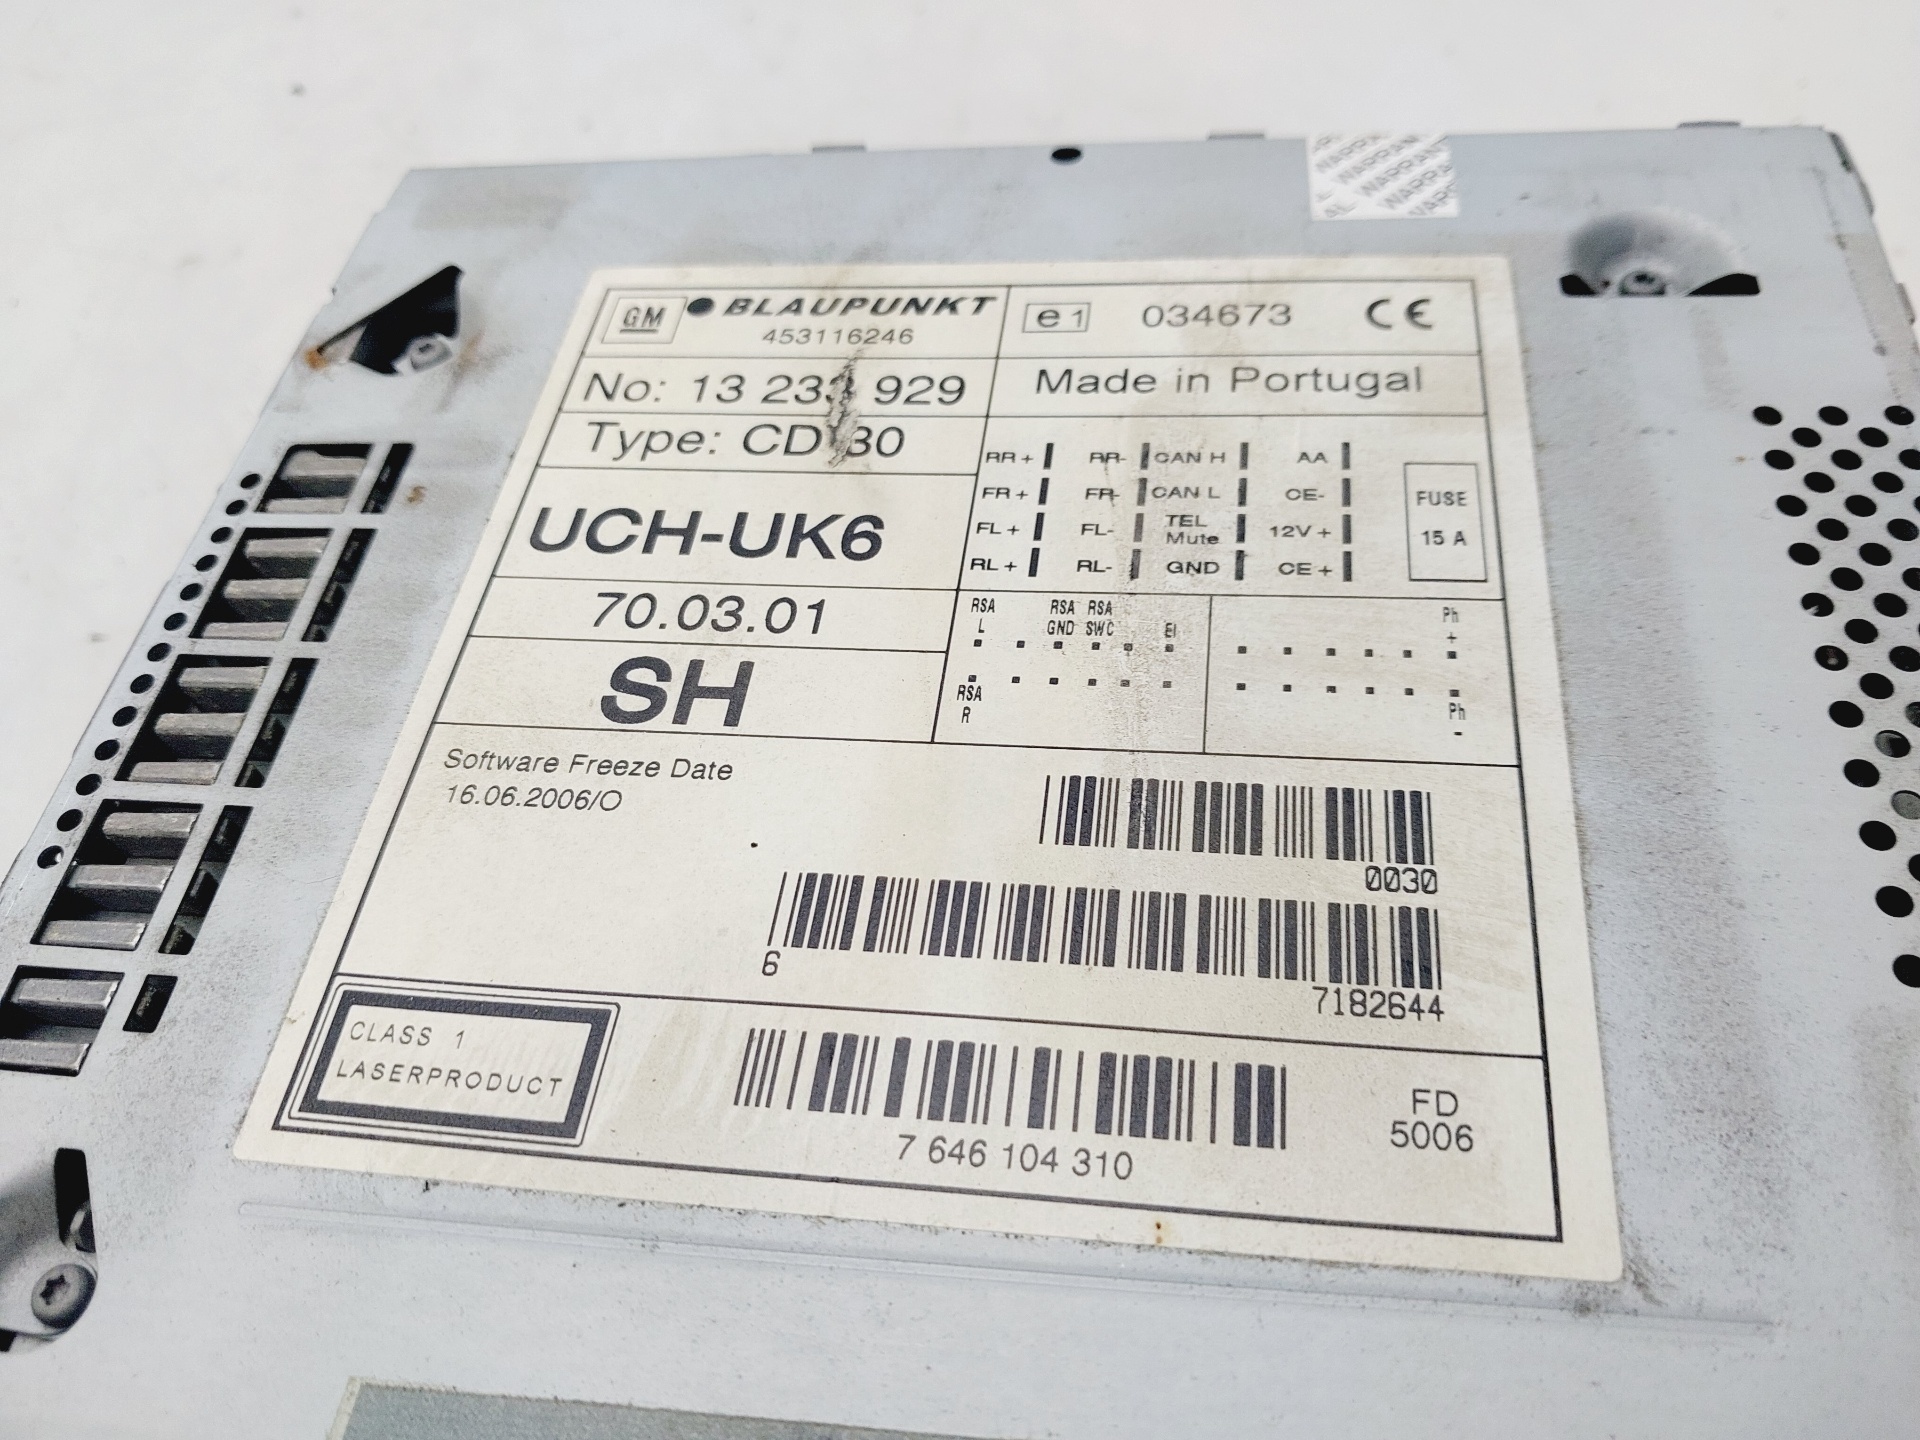 GM BLAUPUNKT
453116246
e1 034673 CE
No: 13 23 929
Made in Portugal
Type: CD 30
UCH-UK6
70.03.01
SH
RR+ RR- CAN H AA
FR+ FR- CAN L CE-
FL+ FL- TEL Mute 12V+
RL+ RL- GND CE+
FUSE
15 A
RSA L RSA GND RSA SWC EI Ph +
RSA R Ph -
Software Freeze Date
16.06.2006/O
0030
6 7182644
CLASS 1
LASERPRODUCT
7 646 104 310
FD
5006
WARRANT